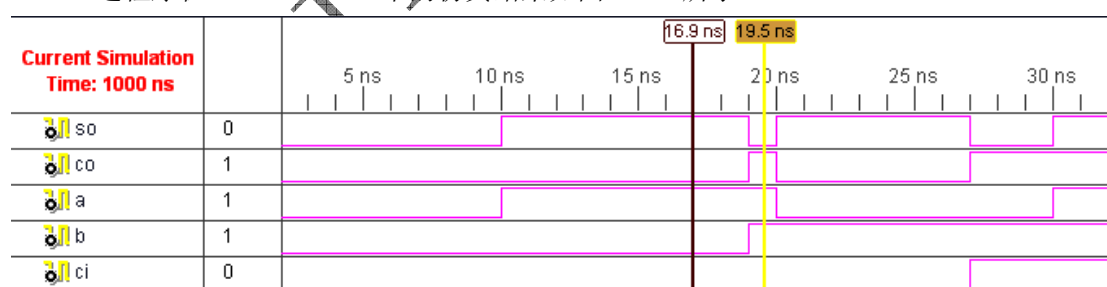 16.9 ns 19.5 ns
Current Simulation
Time: 1000 ns
5 ns 10 ns 15 ns 20 ns 25 ns 30 ns
so 0
co 1
a 1
b 1
ci 0